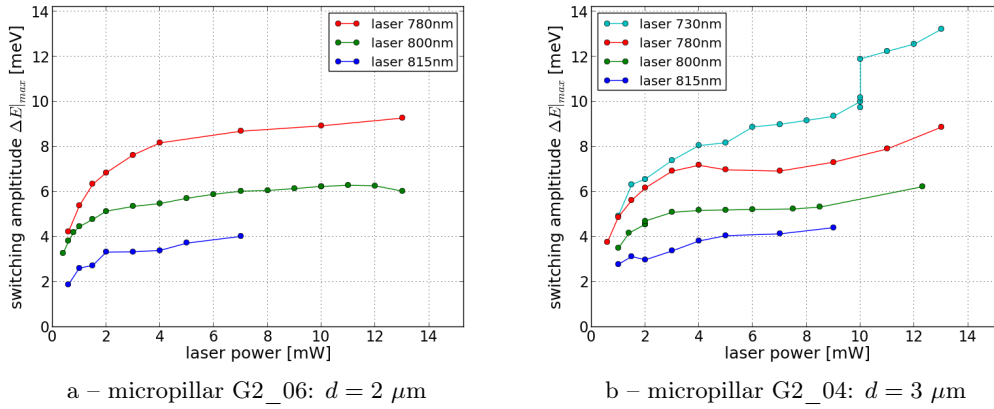 switching ampltitude ΔE|max [meV]
14
12
10
8
6
4
2
0
laser 780nm
laser 800nm
laser 815nm
0 2 4 6 8 10 12 14
laser power [mW]
a – micropillar G2_06: d = 2 μm
switching ampltitude ΔE|max [meV]
14
12
10
8
6
4
2
0
laser 730nm
laser 780nm
laser 800nm
laser 815nm
0 2 4 6 8 10 12 14
laser power [mW]
b – micropillar G2_04: d = 3 μm